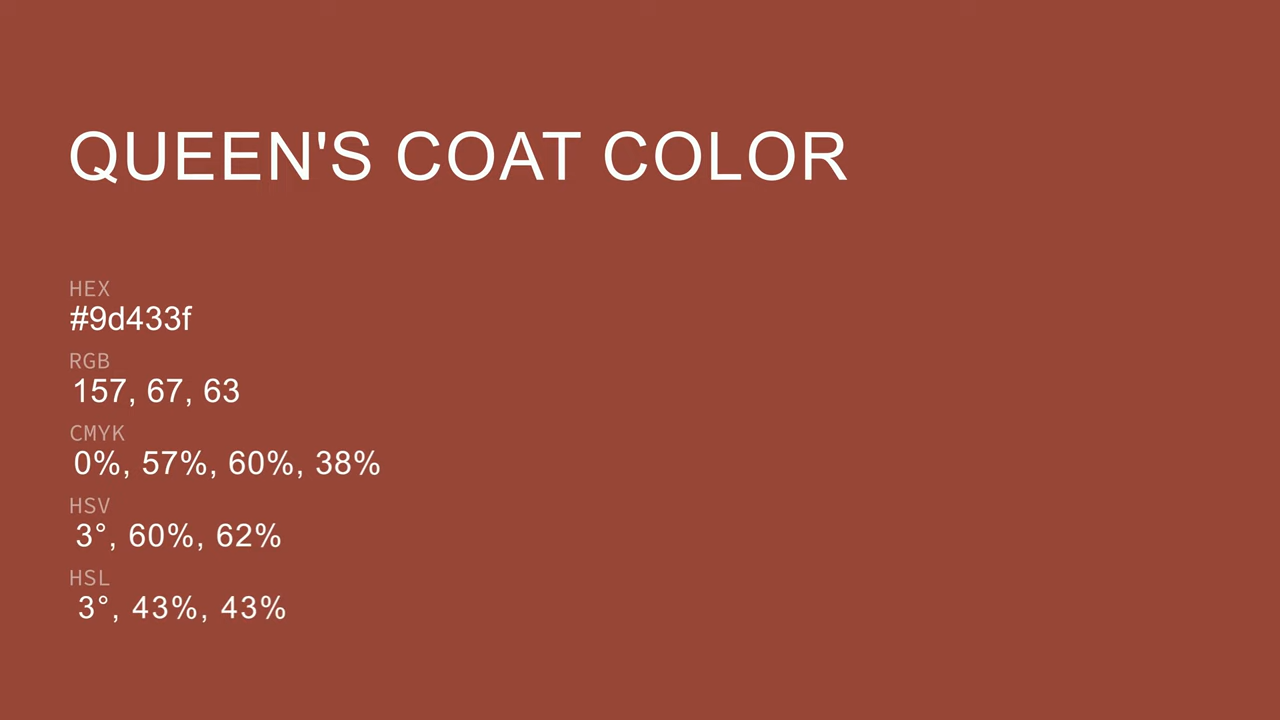 QUEEN'S COAT COLOR
HEX
#9d433f
RGB
157, 67, 63
CMYK
0%, 57%, 60%, 38%
HSV
3°, 60%, 62%
HSL
3°, 43%, 43%